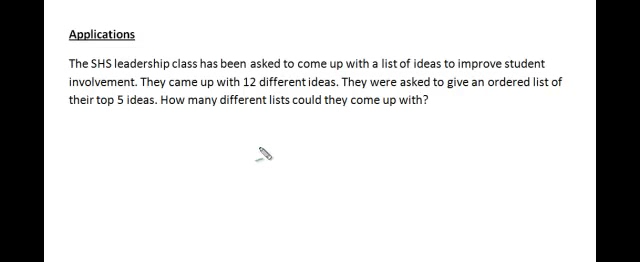 Applications
The SHS leadership class has been asked to come up with a list of ideas to improve student
involvement. They came up with 12 different ideas. They were asked to give an ordered list of
their top 5 ideas. How many different lists could they come up with?